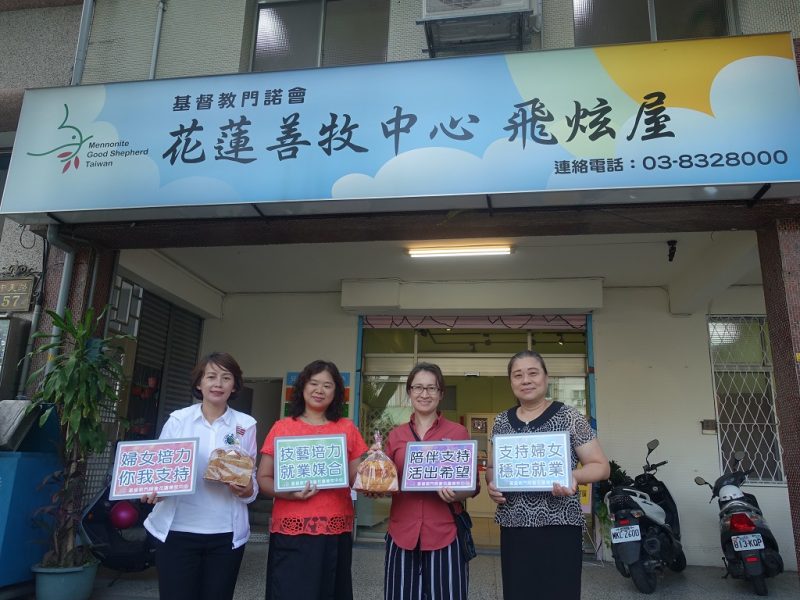 基督教門諾會
花蓮善牧中心 飛炫屋
Mennonite
Good Shepherd
Taiwan
連絡電話：03-8328000
57
婦女培力
你我支持
技藝培力
就業媒合
陪伴支持
活出希望
支持婦女
穩定就業